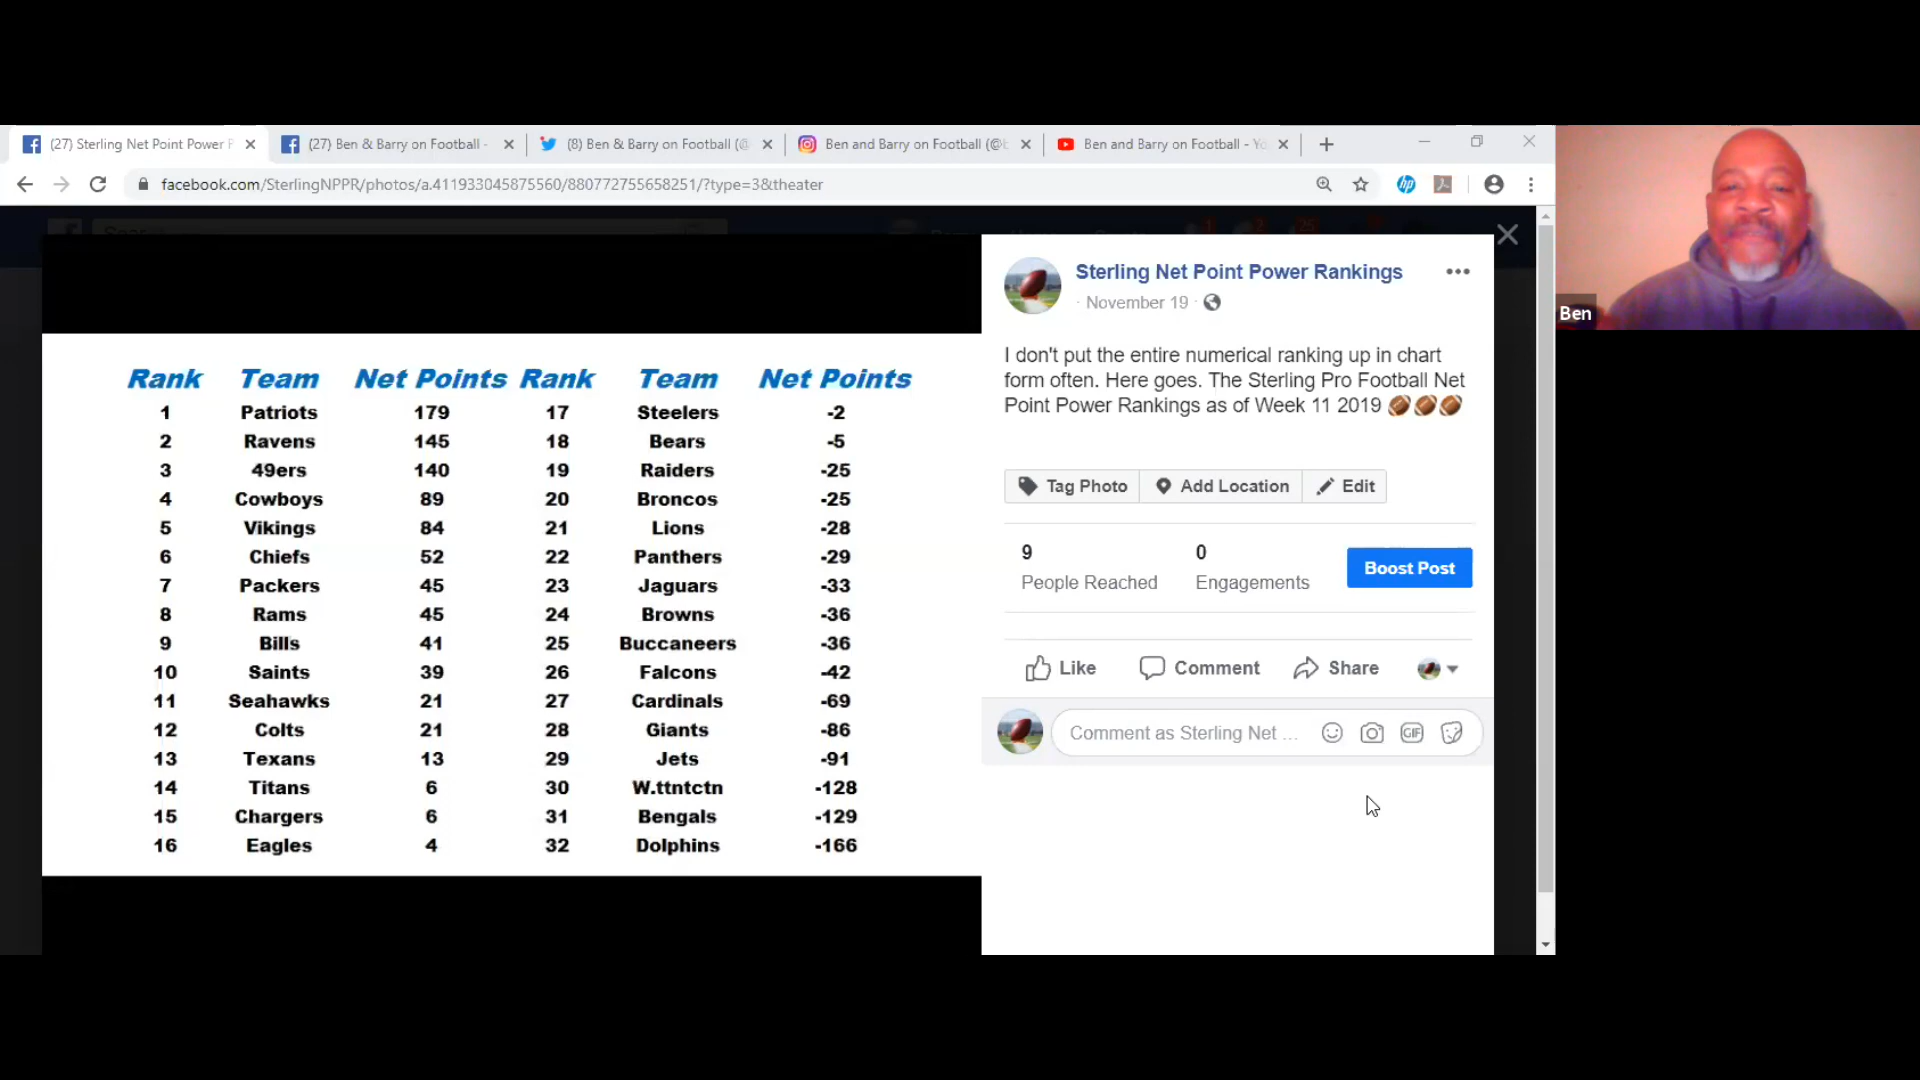 (27) Sterling Net Point Power
(27) Ben & Barry on Football -
(8) Ben & Barry on Football (@
Ben and Barry on Football (@
Ben and Barry on Football -
facebook.com/SterlingNPPR/photos/a.411933045875560/880772755658251/?type=3&theater
Rank Team Net Points Rank Team Net Points
1 Patriots 179 17 Steelers -2
2 Ravens 145 18 Bears -5
3 49ers 140 19 Raiders -25
4 Cowboys 89 20 Broncos -25
5 Vikings 84 21 Lions -28
6 Chiefs 52 22 Panthers -29
7 Packers 45 23 Jaguars -33
8 Rams 45 24 Browns -36
9 Bills 41 25 Buccaneers -36
10 Saints 39 26 Falcons -42
11 Seahawks 21 27 Cardinals -69
12 Colts 21 28 Giants -86
13 Texans 13 29 Jets -91
14 Titans 6 30 W.ttntctn -128
15 Chargers 6 31 Bengals -129
16 Eagles 4 32 Dolphins -166
Sterling Net Point Power Rankings
· November 19 ·
I don't put the entire numerical ranking up in chart
form often. Here goes. The Sterling Pro Football Net
Point Power Rankings as of Week 11 2019 🏈🏈🏈
Tag Photo Add Location Edit
9 0
People Reached Engagements
Boost Post
Like Comment Share
Comment as Sterling Net ...
GIF
hp
Ben